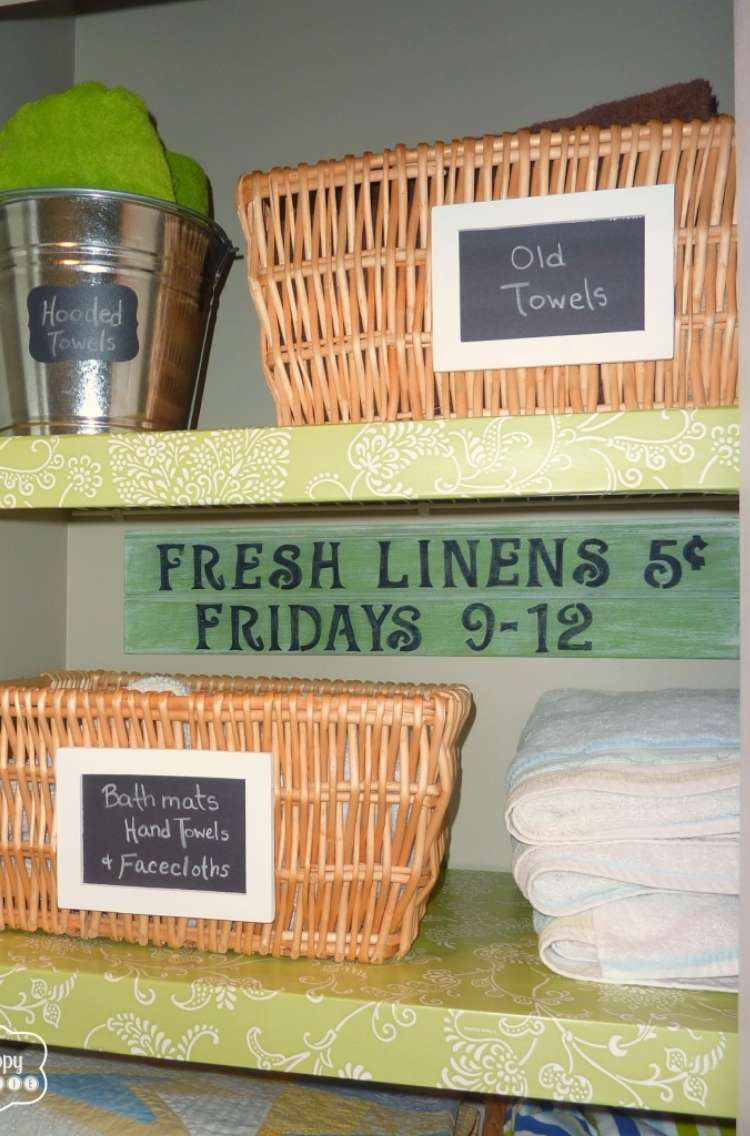 Hooded
Towels
Old
Towels
FRESH LINENS 5¢
FRIDAYS 9-12
Bath mats
Hand Towels
& Facecloths